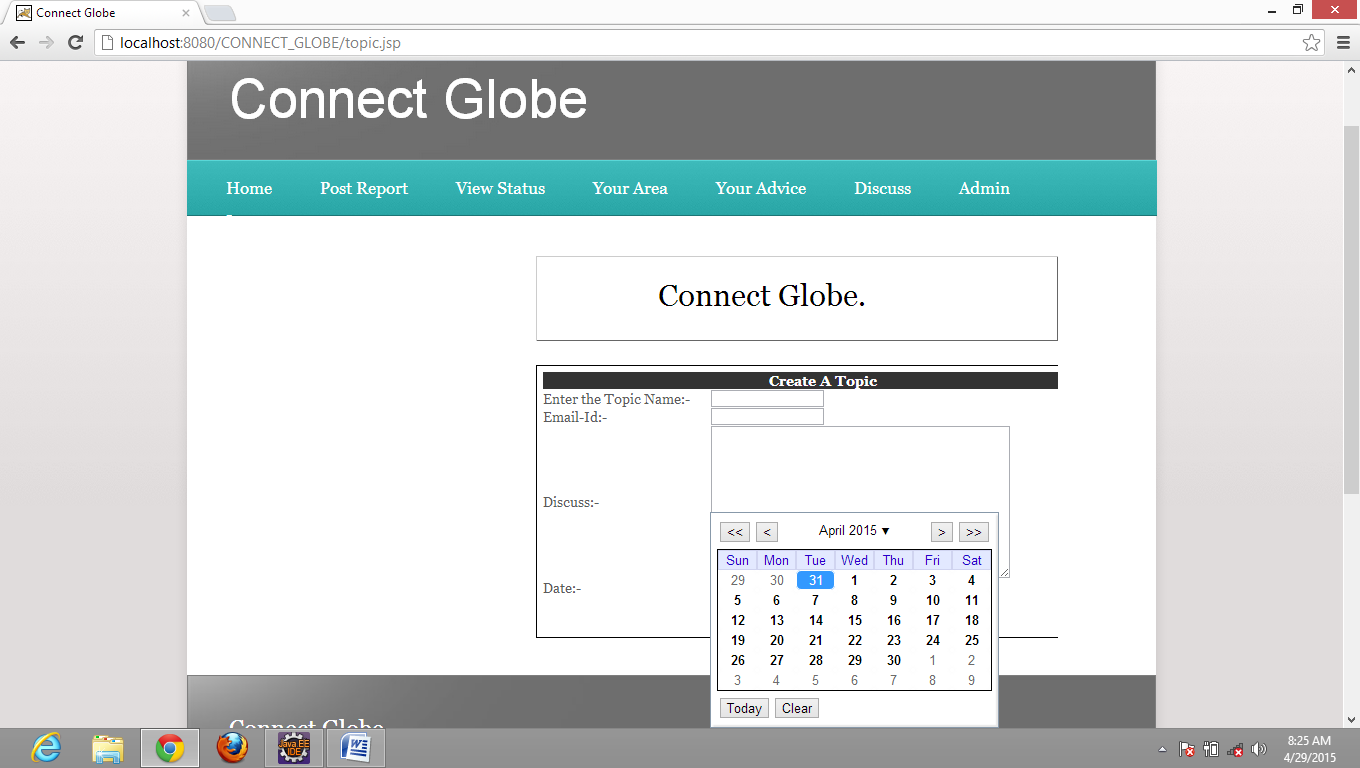 Connect Globe
localhost:8080/CONNECT_GLOBE/topic.jsp
Connect Globe
Home Post Report View Status Your Area Your Advice Discuss Admin
Connect Globe.
Create A Topic
Enter the Topic Name:-
Email-Id:-
Discuss:-
Date:-
<< < April 2015 ▼ > >>
Sun Mon Tue Wed Thu Fri Sat
29 30 31 1 2 3 4
5 6 7 8 9 10 11
12 13 14 15 16 17 18
19 20 21 22 23 24 25
26 27 28 29 30 1 2
3 4 5 6 7 8 9
Today Clear
Connect Globe
Java EE
IDE
8:25 AM
4/29/2015